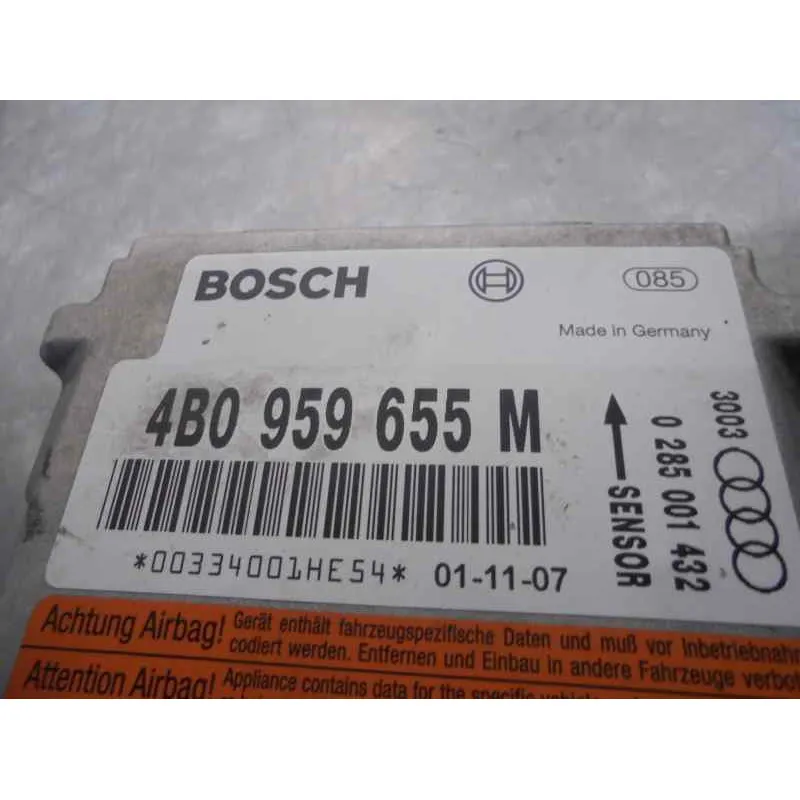 BOSCH
085
Made in Germany
4B0 959 655 M
3003
0 285 001 432
SENSOR
*00334001HE54* 01-11-07
Achtung Airbag! Gerät enthält fahrzeugspezifische Daten und muß vor Inbetriebnahm
codiert werden. Entfernen und Einbau in andere Fahrzeuge verbot
Attention Airbag! Appliance contains data for the specific